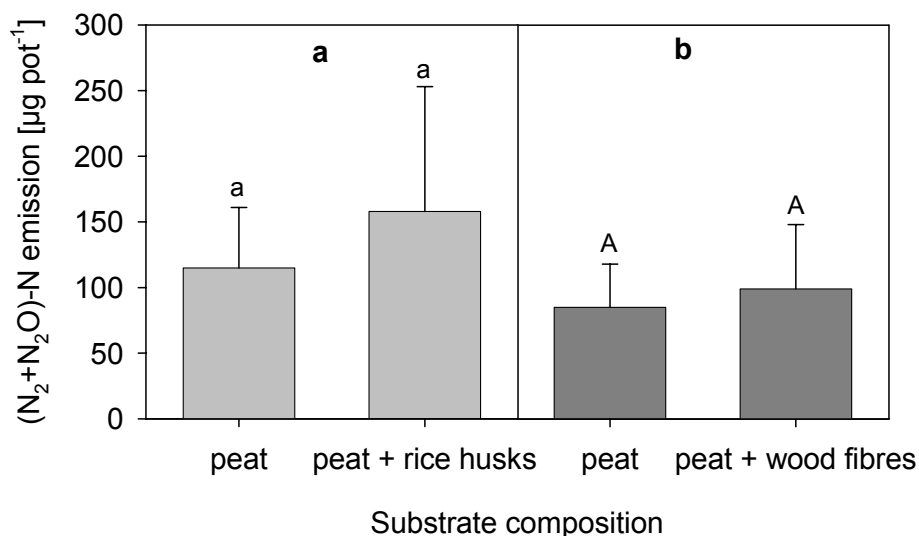 (N₂+N₂O)-N emission [µg pot⁻¹]
300
250
200
150
100
50
0
a
b
a
a
A
A
peat
peat + rice husks
peat
peat + wood fibres
Substrate composition